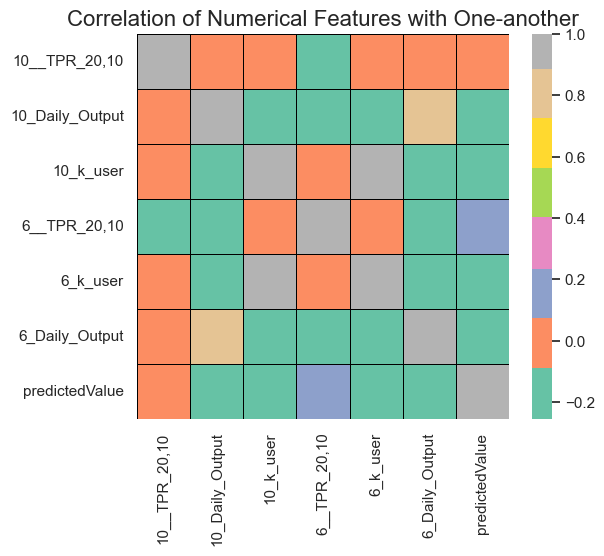 Correlation of Numerical Features with One-another
10__TPR_20,10
10_Daily_Output
10_k_user
6__TPR_20,10
6_k_user
6_Daily_Output
predictedValue
10__TPR_20,10
10_Daily_Output
10_k_user
6__TPR_20,10
6_k_user
6_Daily_Output
predictedValue
1.0
0.8
0.6
0.4
0.2
0.0
−0.2